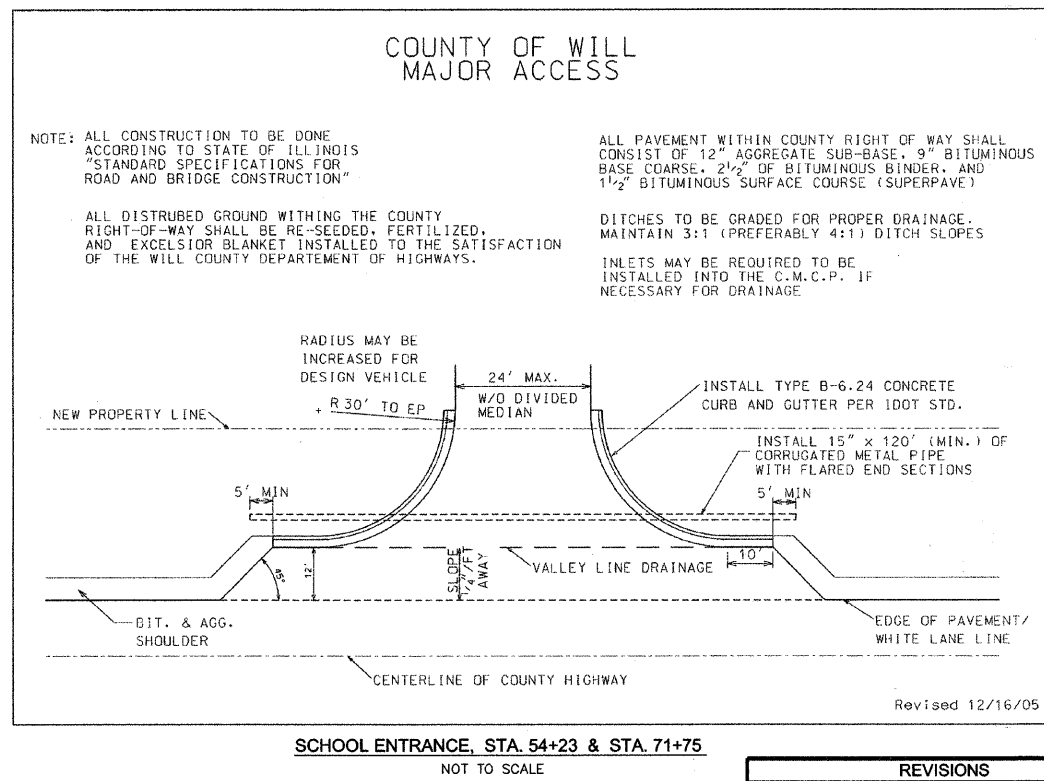 COUNTY OF WILL
MAJOR ACCESS
NOTE: ALL CONSTRUCTION TO BE DONE
ACCORDING TO STATE OF ILLINOIS
"STANDARD SPECIFICATIONS FOR
ROAD AND BRIDGE CONSTRUCTION"
ALL DISTRUBED GROUND WITHING THE COUNTY
RIGHT-OF-WAY SHALL BE RE-SEEDED, FERTILIZED,
AND EXCELSIOR BLANKET INSTALLED TO THE SATISFACTION
OF THE WILL COUNTY DEPARTEMENT OF HIGHWAYS.
ALL PAVEMENT WITHIN COUNTY RIGHT OF WAY SHALL
CONSIST OF 12" AGGREGATE SUB-BASE, 9" BITUMINOUS
BASE COARSE, 2 1/2" OF BITUMINOUS BINDER, AND
1 1/2" BITUMINOUS SURFACE COURSE (SUPERPAVE)
DITCHES TO BE GRADED FOR PROPER DRAINAGE.
MAINTAIN 3:1 (PREFERABLY 4:1) DITCH SLOPES
INLETS MAY BE REQUIRED TO BE
INSTALLED INTO THE C.M.C.P. IF
NECESSARY FOR DRAINAGE
RADIUS MAY BE
INCREASED FOR
DESIGN VEHICLE
+ R 30' TO EP
24' MAX.
W/O DIVIDED
MEDIAN
INSTALL TYPE B-6.24 CONCRETE
CURB AND GUTTER PER IDOT STD.
NEW PROPERTY LINE
INSTALL 15" x 120' (MIN.) OF
CORRUGATED METAL PIPE
WITH FLARED END SECTIONS
5' MIN
5' MIN
45°
12'
SLOPE
1/4"/FT
AWAY
VALLEY LINE DRAINAGE
10'
BIT. & AGG.
SHOULDER
EDGE OF PAVEMENT/
WHITE LANE LINE
CENTERLINE OF COUNTY HIGHWAY
Revised 12/16/05
SCHOOL ENTRANCE, STA. 54+23 & STA. 71+75
NOT TO SCALE
REVISIONS